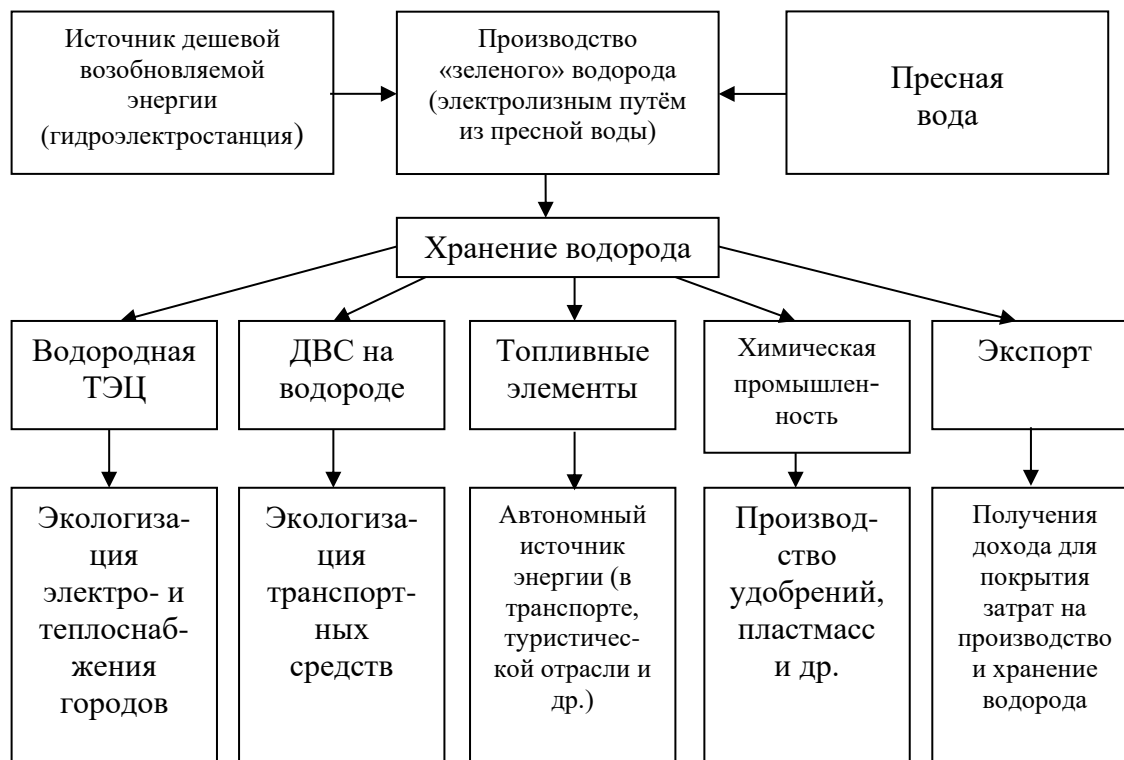 Источник дешевой
возобновляемой
энергии
(гидроэлектростанция)
Производство
«зеленого» водорода
(электролизным путём
из пресной воды)
Пресная
вода
Хранение водорода
Водородная
ТЭЦ
ДВС на
водороде
Топливные
элементы
Химическая
промышлен-
ность
Экспорт
Экологиза-
ция
электро- и
теплоснаб-
жения
городов
Экологиза-
ция
транспорт-
ных
средств
Автономный
источник
энергии (в
транспорте,
туристичес-
кой отрасли и
др.)
Производ-
ство
удобрений,
пластмасс
и др.
Получения
дохода для
покрытия
затрат на
производство
и хранение
водорода